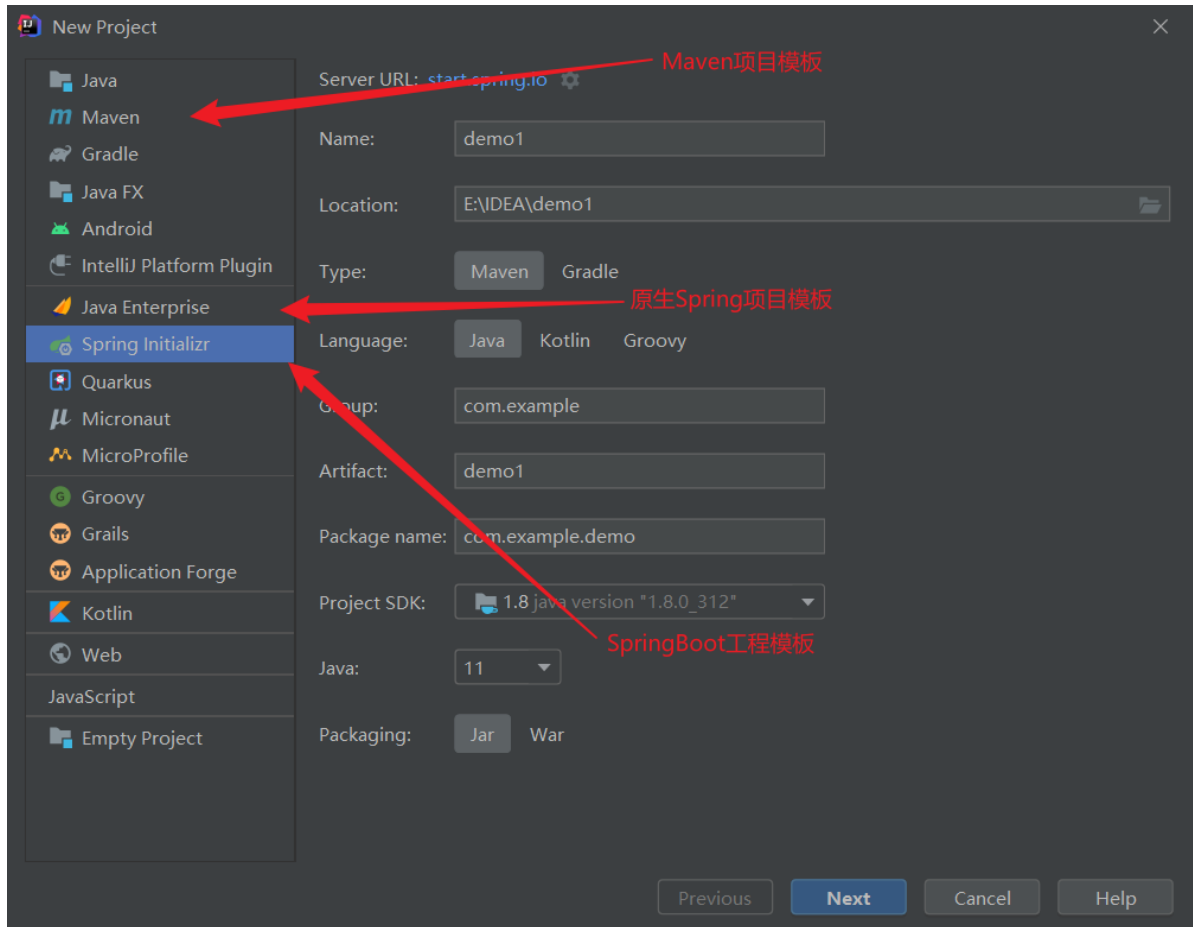 New Project
Java
Maven
Gradle
Java FX
Android
IntelliJ Platform Plugin
Java Enterprise
Spring Initializr
Quarkus
Micronaut
MicroProfile
Groovy
Grails
Application Forge
Kotlin
Web
JavaScript
Empty Project
Maven项目模板
Server URL: start.spring.io
Name: demo1
Location: E:\IDEA\demo1
Type: Maven Gradle
原生Spring项目模板
Language: Java Kotlin Groovy
Group: com.example
Artifact: demo1
Package name: com.example.demo
Project SDK: 1.8 java version "1.8.0_312"
SpringBoot工程模板
Java: 11
Packaging: Jar War
Previous Next Cancel Help